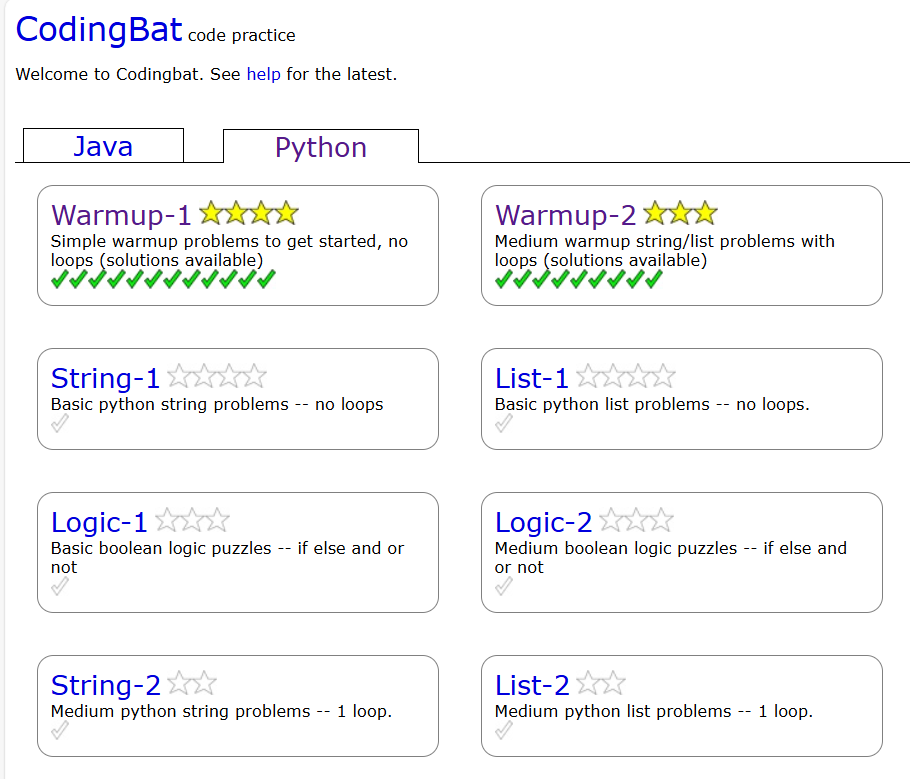 CodingBat code practice
Welcome to Codingbat. See help for the latest.
Java
Python
Warmup-1
Simple warmup problems to get started, no
loops (solutions available)
Warmup-2
Medium warmup string/list problems with
loops (solutions available)
String-1
Basic python string problems -- no loops
List-1
Basic python list problems -- no loops.
Logic-1
Basic boolean logic puzzles -- if else and or
not
Logic-2
Medium boolean logic puzzles -- if else and
or not
String-2
Medium python string problems -- 1 loop.
List-2
Medium python list problems -- 1 loop.